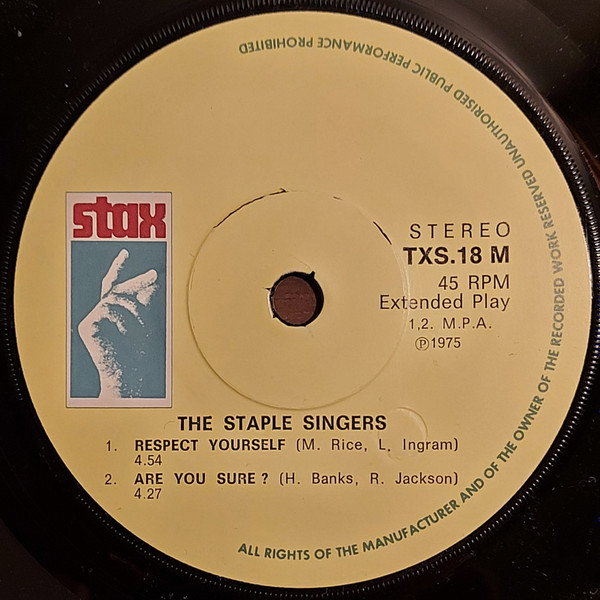 stax
STEREO
TXS.18 M
45 RPM
Extended Play
1,2. M.P.A.
Ⓟ1975
THE STAPLE SINGERS
1. RESPECT YOURSELF (M. Rice, L. Ingram)
4.54
2. ARE YOU SURE? (H. Banks, R. Jackson)
4.27
ALL RIGHTS OF THE MANUFACTURER AND OF THE OWNER OF THE RECORDED WORK RESERVED UNAUTHORISED PUBLIC PERFORMANCE PROHIBITED